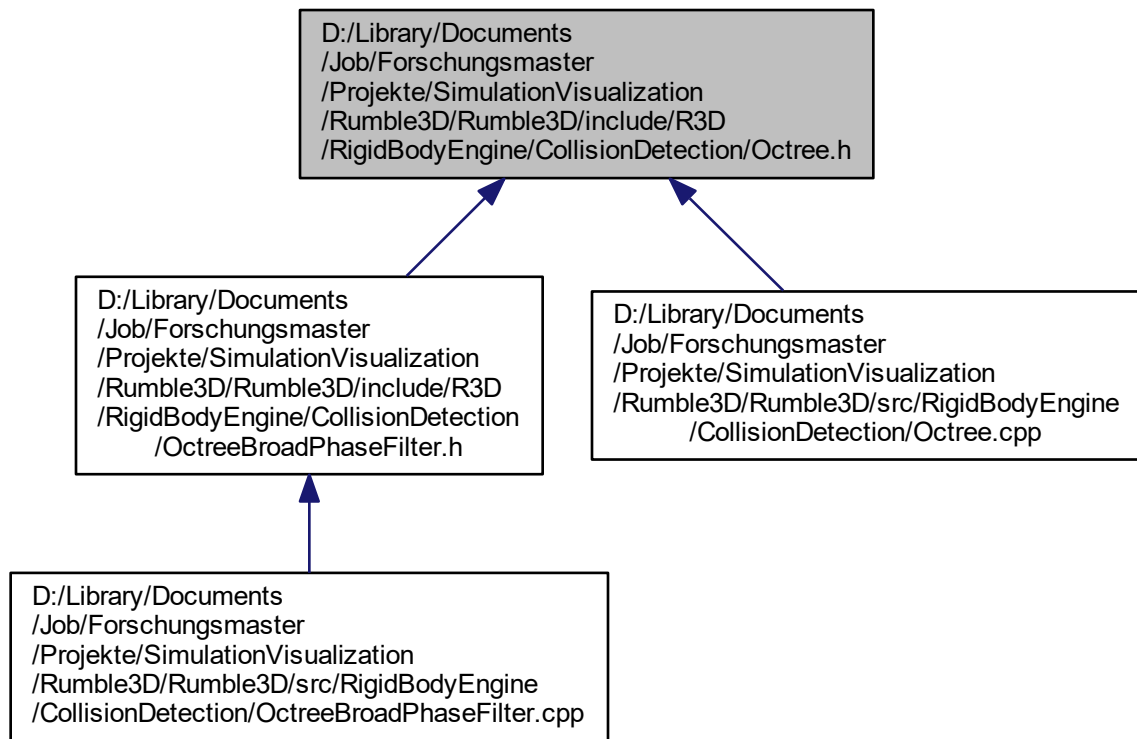 D:/Library/Documents
/Job/Forschungsmaster
/Projekte/SimulationVisualization
/Rumble3D/Rumble3D/include/R3D
/RigidBodyEngine/CollisionDetection/Octree.h
D:/Library/Documents
/Job/Forschungsmaster
/Projekte/SimulationVisualization
/Rumble3D/Rumble3D/include/R3D
/RigidBodyEngine/CollisionDetection
/OctreeBroadPhaseFilter.h
D:/Library/Documents
/Job/Forschungsmaster
/Projekte/SimulationVisualization
/Rumble3D/Rumble3D/src/RigidBodyEngine
/CollisionDetection/Octree.cpp
D:/Library/Documents
/Job/Forschungsmaster
/Projekte/SimulationVisualization
/Rumble3D/Rumble3D/src/RigidBodyEngine
/CollisionDetection/OctreeBroadPhaseFilter.cpp